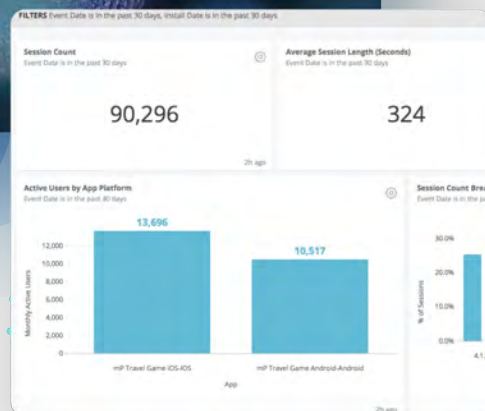 FILTERS Event Date is in the past 30 days, Install Date is in the past 30 days
Session Count
Event Date is in the past 30 days
90,296
2h ago
Average Session Length (Seconds)
Event Date is in the past 30 days
324
Active Users by App Platform
Event Date is in the past 30 days
13,696
10,517
12,000
10,000
8,000
6,000
4,000
2,000
0
Monthly Active Users
mP Travel Game iOS-iOS
mP Travel Game Android-Android
App
2h ago
Session Count Brea
Event Date is in the pa
30.0%
20.0%
10.0%
0.0%
% of Sessions
4.1.